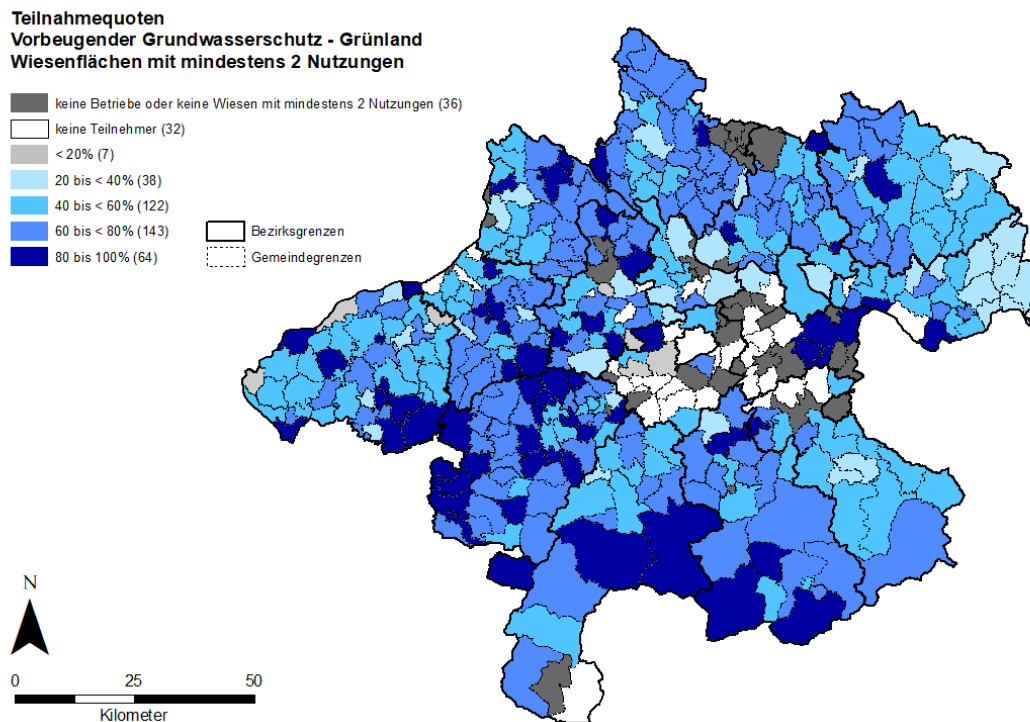 Teilnahmequoten
Vorbeugender Grundwasserschutz - Grünland
Wiesenflächen mit mindestens 2 Nutzungen
keine Betriebe oder keine Wiesen mit mindestens 2 Nutzungen (36)
keine Teilnehmer (32)
< 20% (7)
20 bis < 40% (38)
40 bis < 60% (122)
60 bis < 80% (143)
80 bis 100% (64)
Bezirksgrenzen
Gemeindegrenzen
N
0 25 50
Kilometer